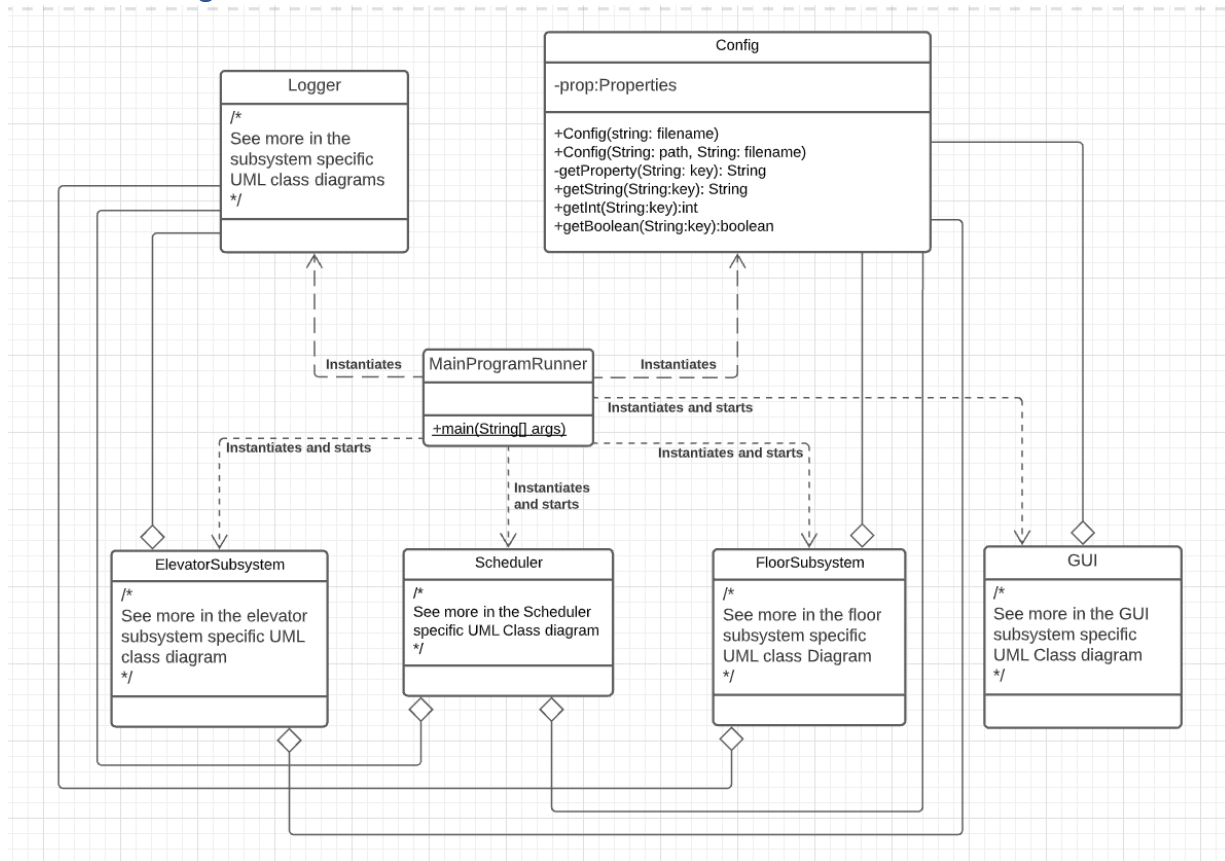 Logger
/*
See more in the
subsystem specific
UML class diagrams
*/
Config
-prop:Properties
+Config(string: filename)
+Config(String: path, String: filename)
-getProperty(String: key): String
+getString(String:key): String
+getInt(String:key):int
+getBoolean(String:key):boolean
Instantiates
MainProgramRunner
+main(String[] args)
Instantiates
Instantiates and starts
Instantiates and starts
Instantiates
and starts
Instantiates and starts
ElevatorSubsystem
/*
See more in the elevator
subsystem specific UML
class diagram
*/
Scheduler
/*
See more in the Scheduler
specific UML Class diagram
*/
FloorSubsystem
/*
See more in the floor
subsystem specific
UML class Diagram
*/
GUI
/*
See more in the GUI
subsystem specific
UML Class diagram
*/